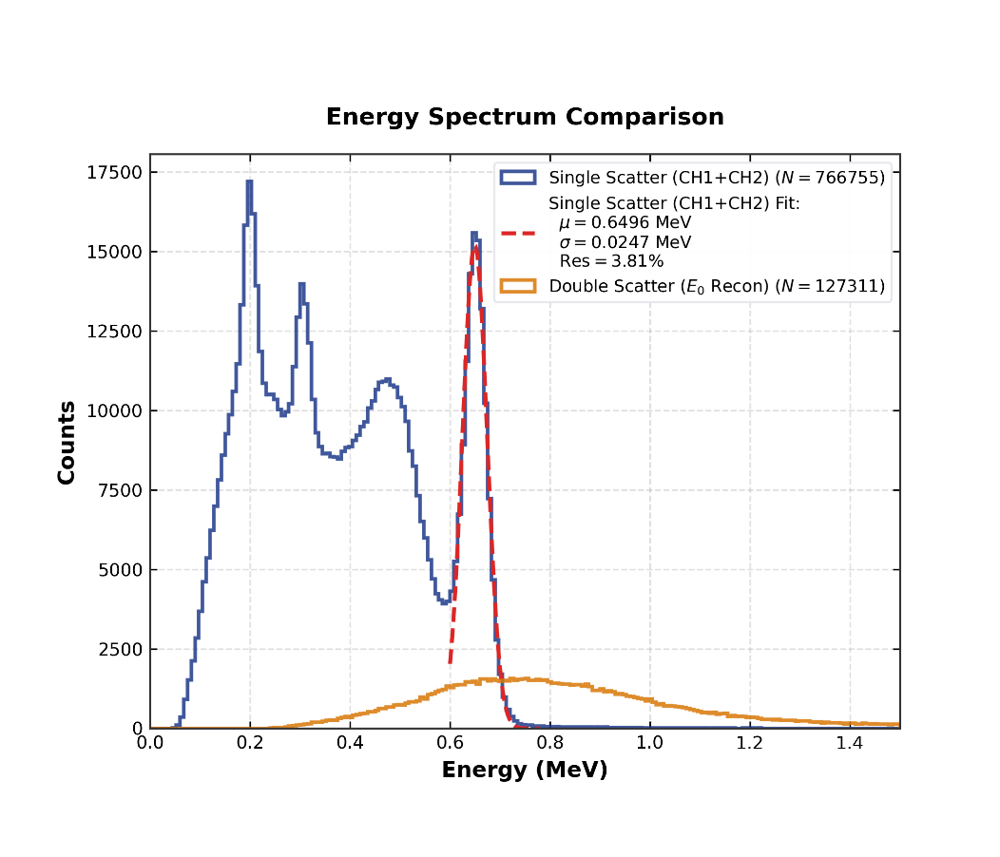 Energy Spectrum Comparison
Single Scatter (CH1+CH2) (N = 766755)
Single Scatter (CH1+CH2) Fit:
μ = 0.6496 MeV
σ = 0.0247 MeV
Res = 3.81%
Double Scatter (E₀ Recon) (N = 127311)
Counts
17500
15000
12500
10000
7500
5000
2500
0
0.0 0.2 0.4 0.6 0.8 1.0 1.2 1.4
Energy (MeV)